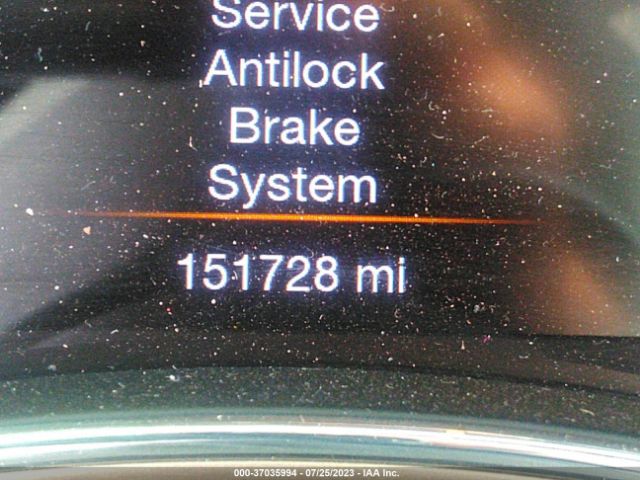 Service
Antilock
Brake
System
151728 mi
000-37035994 - 07/25/2023 - IAA Inc.